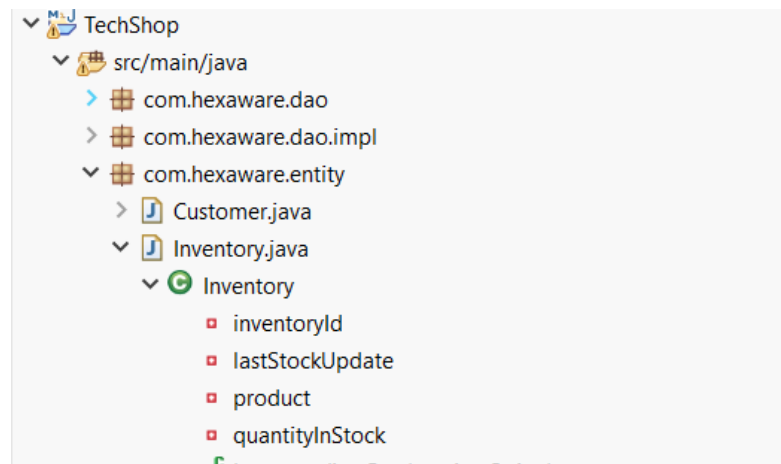 TechShop
src/main/java
com.hexaware.dao
com.hexaware.dao.impl
com.hexaware.entity
Customer.java
Inventory.java
Inventory
inventoryId
lastStockUpdate
product
quantityInStock